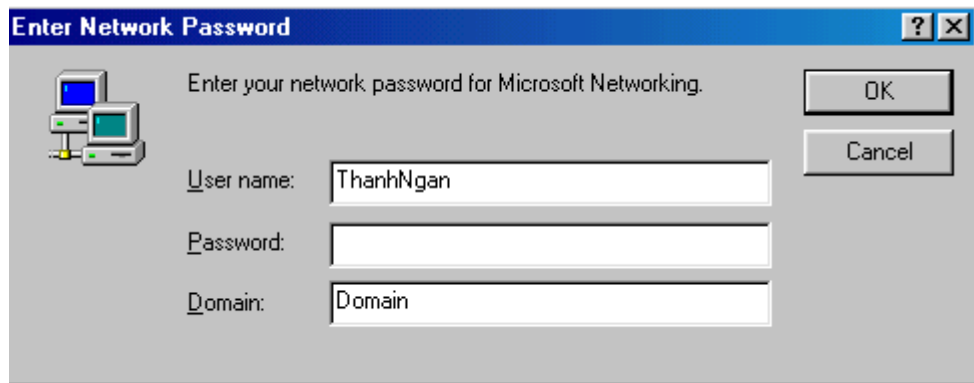 Enter Network Password
Enter your network password for Microsoft Networking.
OK
Cancel
User name: ThanhNgan
Password:
Domain: Domain